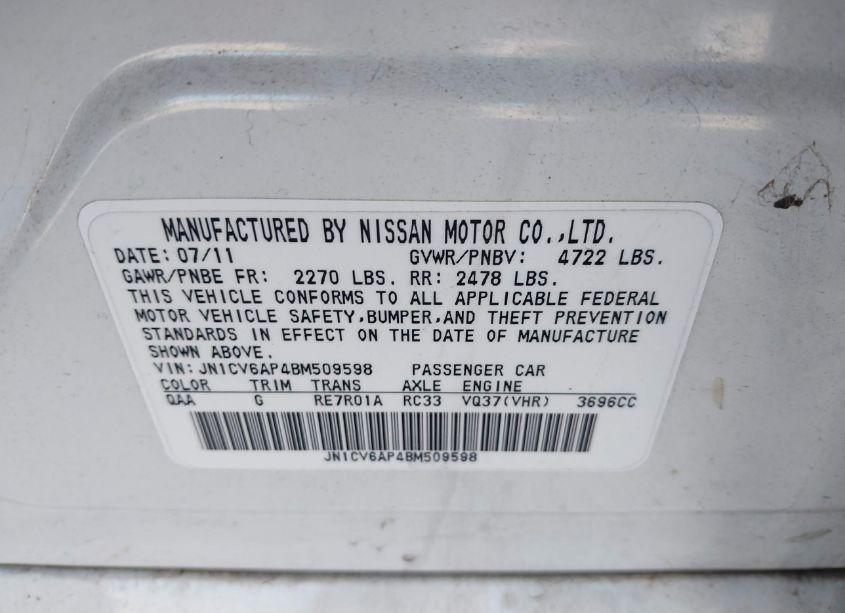 MANUFACTURED BY NISSAN MOTOR CO.,LTD.
DATE: 07/11 GVWR/PNBV: 4722 LBS.
GAWR/PNBE FR: 2270 LBS. RR: 2478 LBS.
THIS VEHICLE CONFORMS TO ALL APPLICABLE FEDERAL
MOTOR VEHICLE SAFETY,BUMPER,AND THEFT PREVENTION
STANDARDS IN EFFECT ON THE DATE OF MANUFACTURE
SHOWN ABOVE.
VIN: JN1CV6AP4BM509598 PASSENGER CAR
COLOR TRIM TRANS AXLE ENGINE
QAA G RE7R01A RC33 VQ37(VHR) 3696CC
JN1CV6AP4BM509598